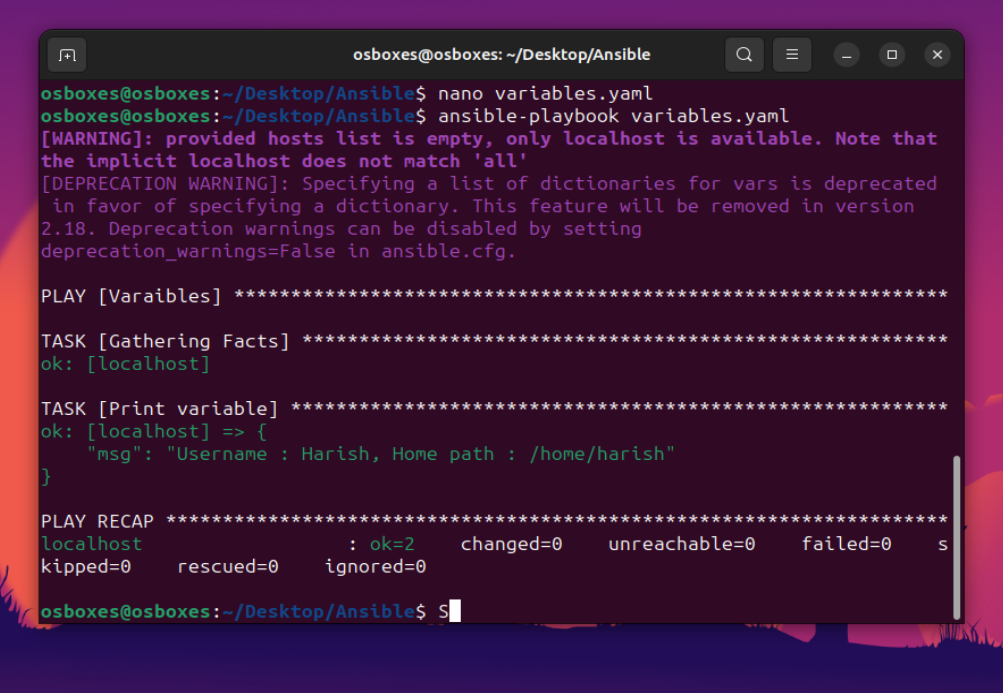 osboxes@osboxes: ~/Desktop/Ansible
osboxes@osboxes:~/Desktop/Ansible$ nano variables.yaml
osboxes@osboxes:~/Desktop/Ansible$ ansible-playbook variables.yaml
[WARNING]: provided hosts list is empty, only localhost is available. Note that
the implicit localhost does not match 'all'
[DEPRECATION WARNING]: Specifying a list of dictionaries for vars is deprecated
 in favor of specifying a dictionary. This feature will be removed in version
2.18. Deprecation warnings can be disabled by setting
deprecation_warnings=False in ansible.cfg.
PLAY [Varaibles] ***************************************************************
TASK [Gathering Facts] *********************************************************
ok: [localhost]
TASK [Print variable] **********************************************************
ok: [localhost] => {
    "msg": "Username : Harish, Home path : /home/harish"
}
PLAY RECAP *********************************************************************
localhost                  : ok=2    changed=0    unreachable=0    failed=0    s
kipped=0    rescued=0    ignored=0
osboxes@osboxes:~/Desktop/Ansible$ S